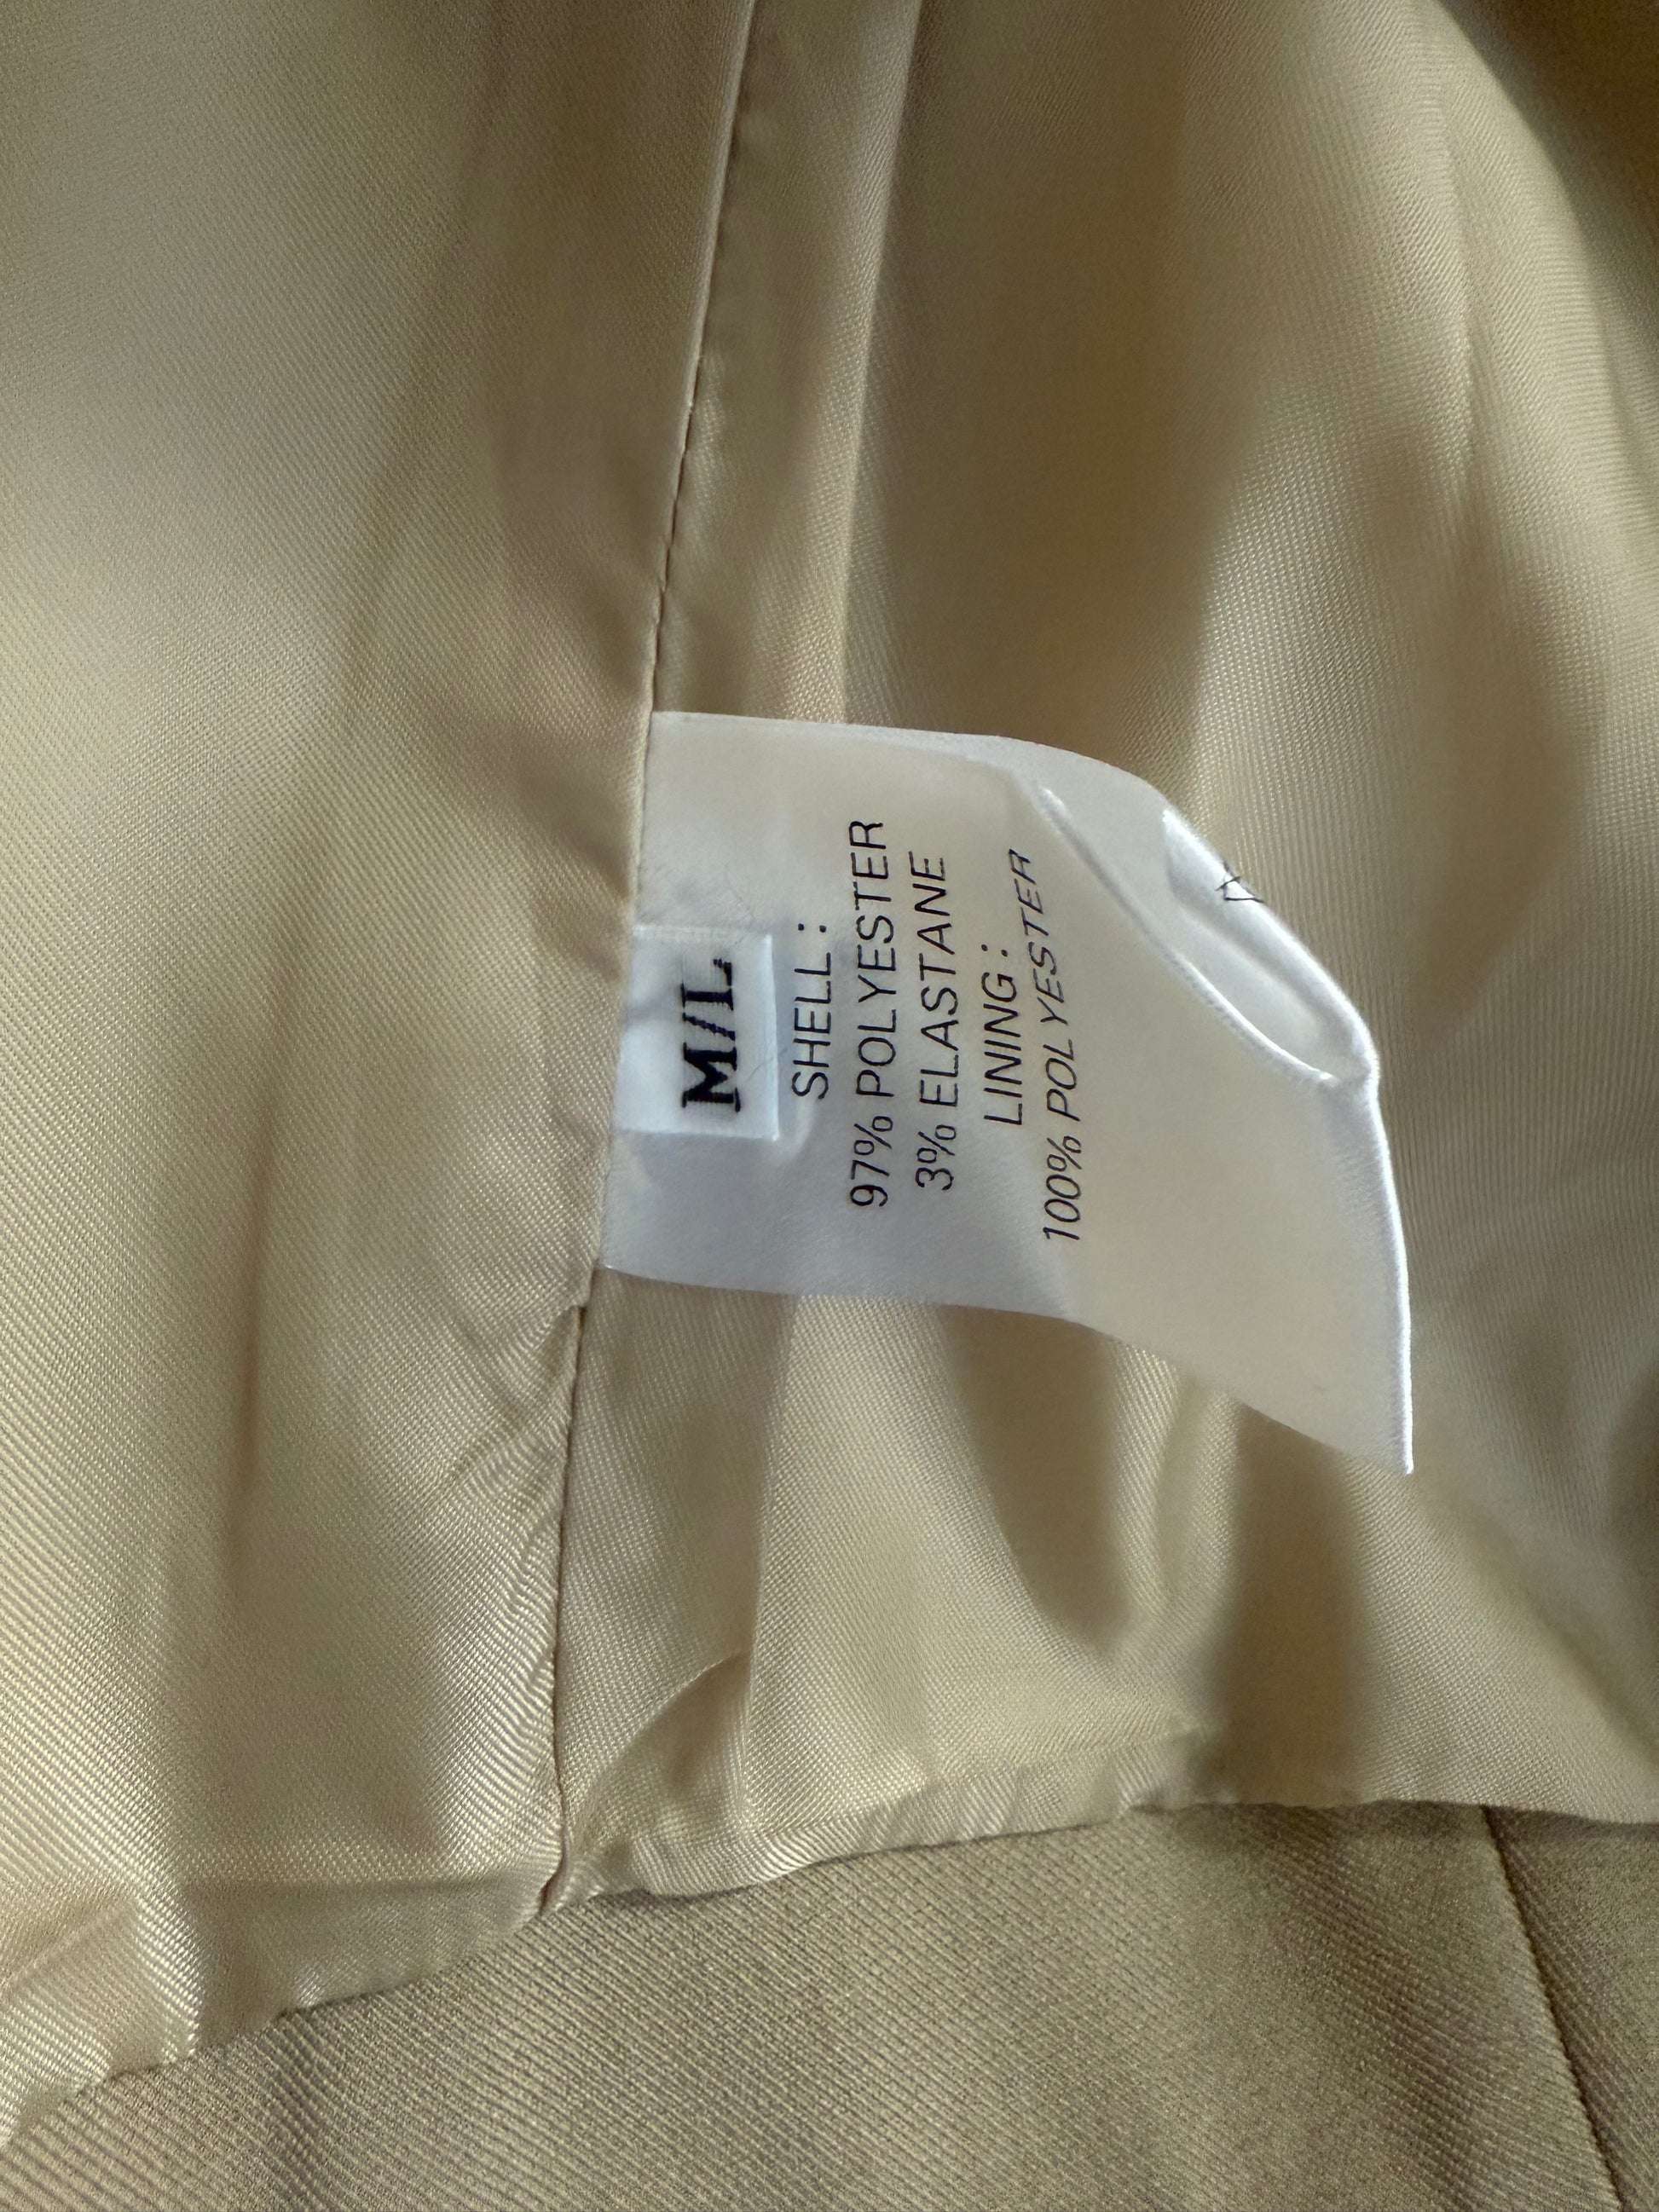 M/L
SHELL :
97% POLYESTER
3% ELASTANE
LINING :
100% POLYESTER